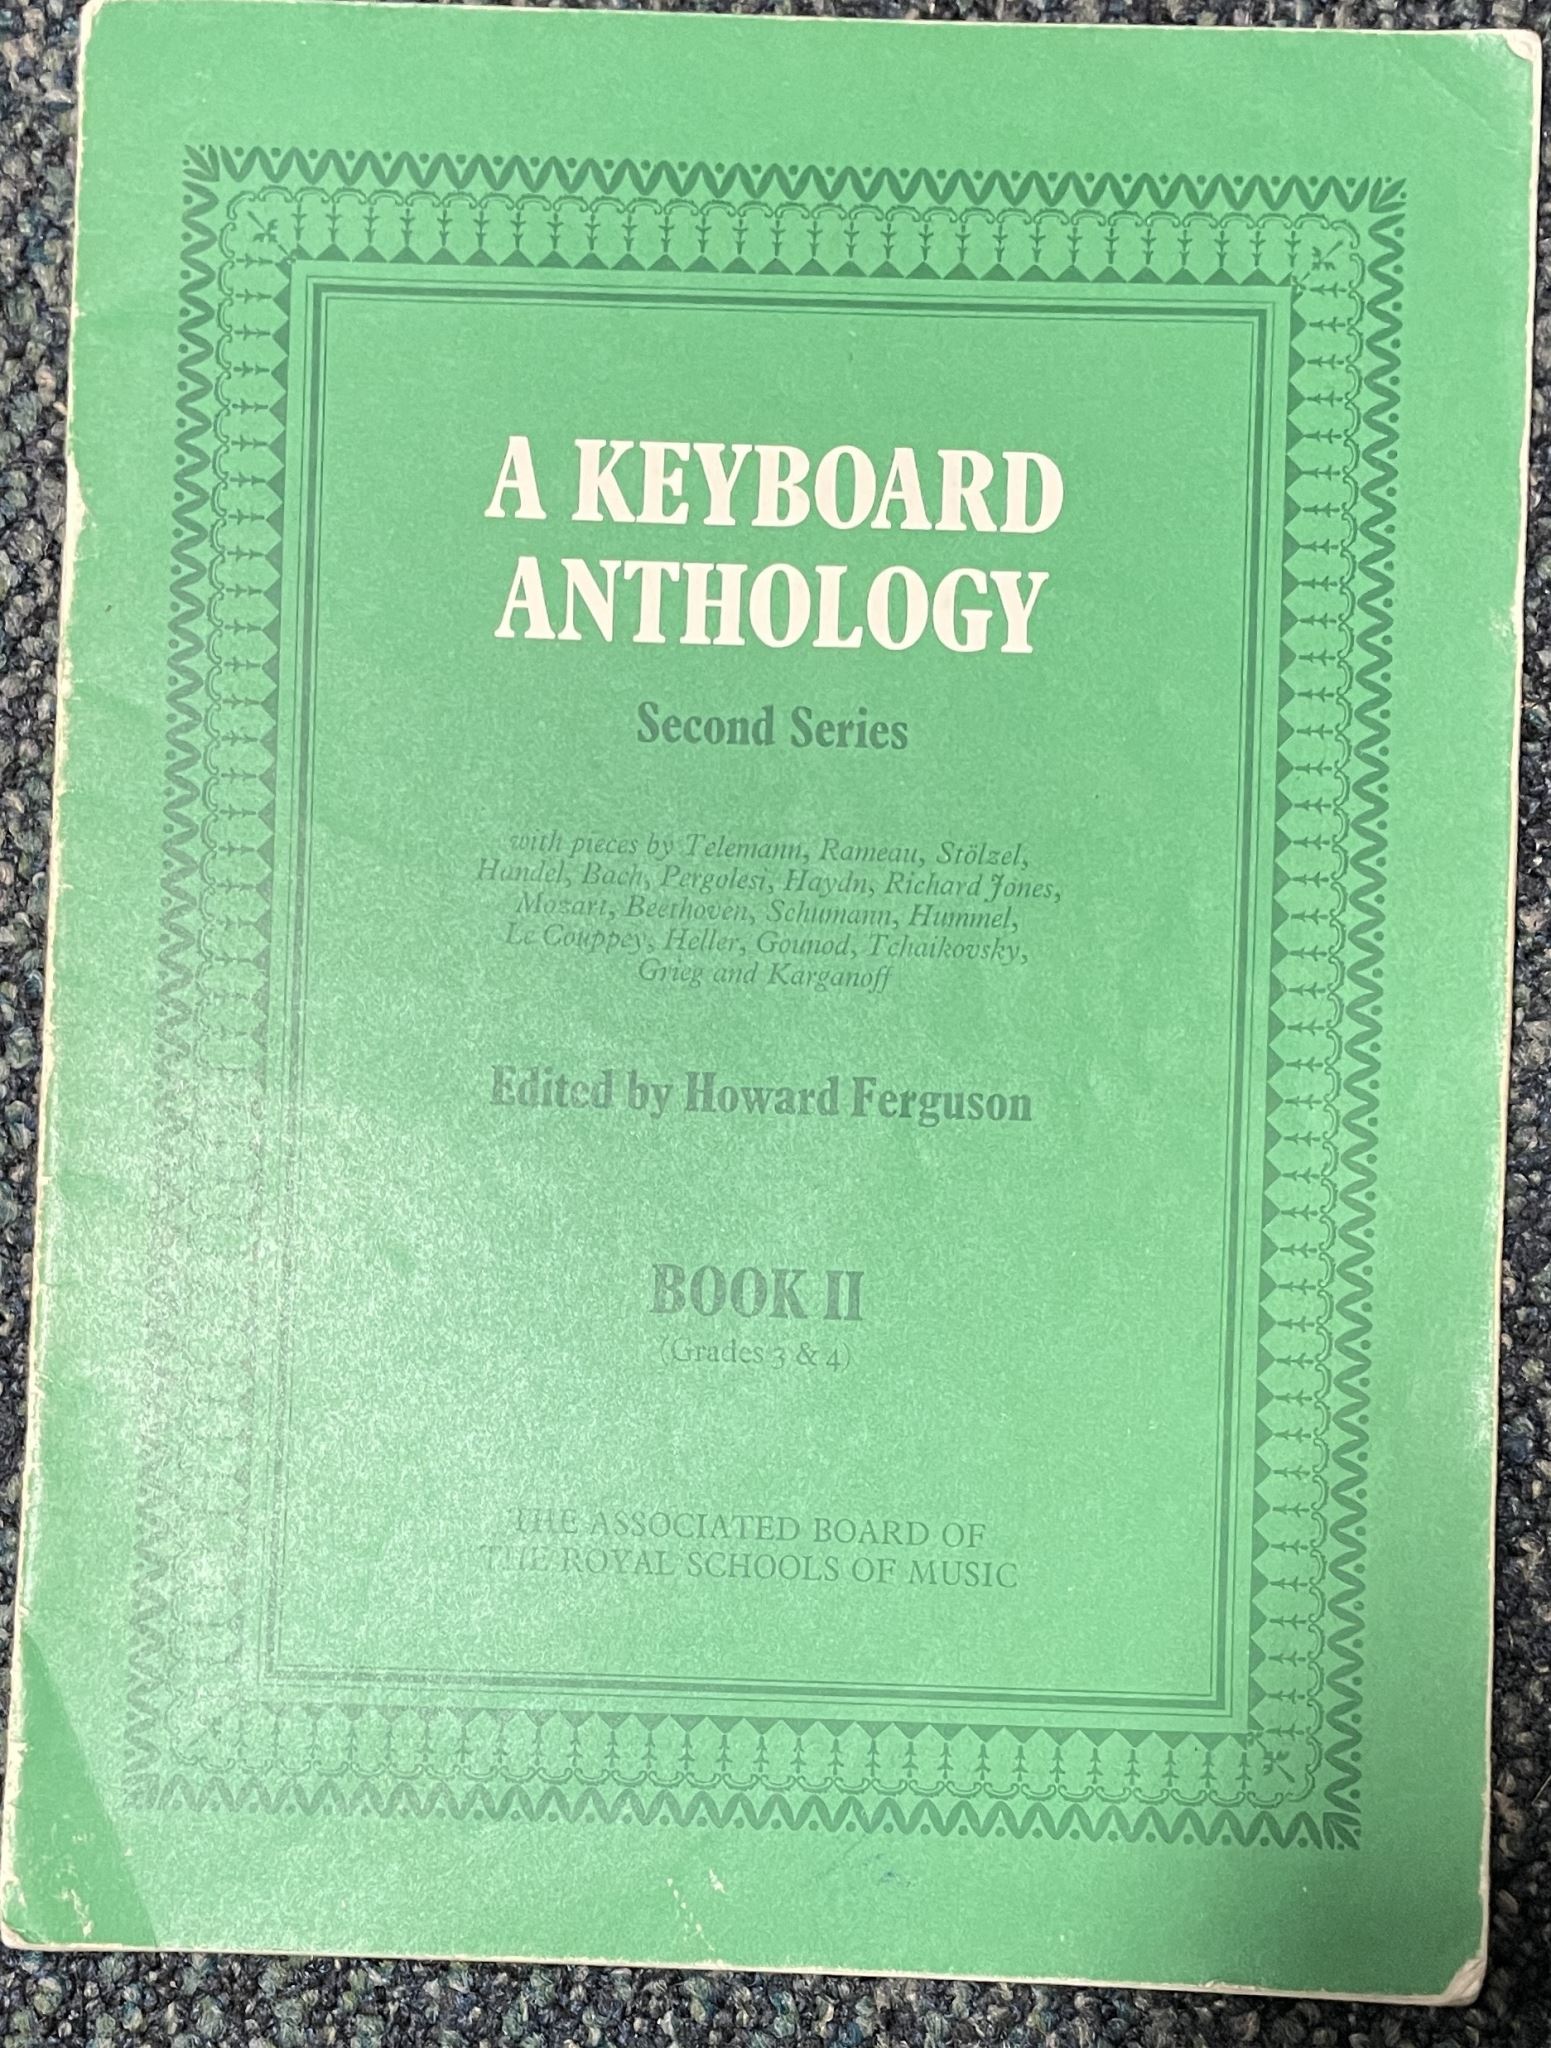 A KEYBOARD
ANTHOLOGY
Second Series
with pieces by Telemann, Rameau, Stölzel,
Handel, Bach, Pergolesi, Haydn, Richard Jones,
Mozart, Beethoven, Schumann, Hummel,
Le Couppey, Heller, Gounod, Tchaikovsky,
Grieg and Karganoff
Edited by Howard Ferguson
BOOK II
(Grades 3 & 4)
THE ASSOCIATED BOARD OF
THE ROYAL SCHOOLS OF MUSIC